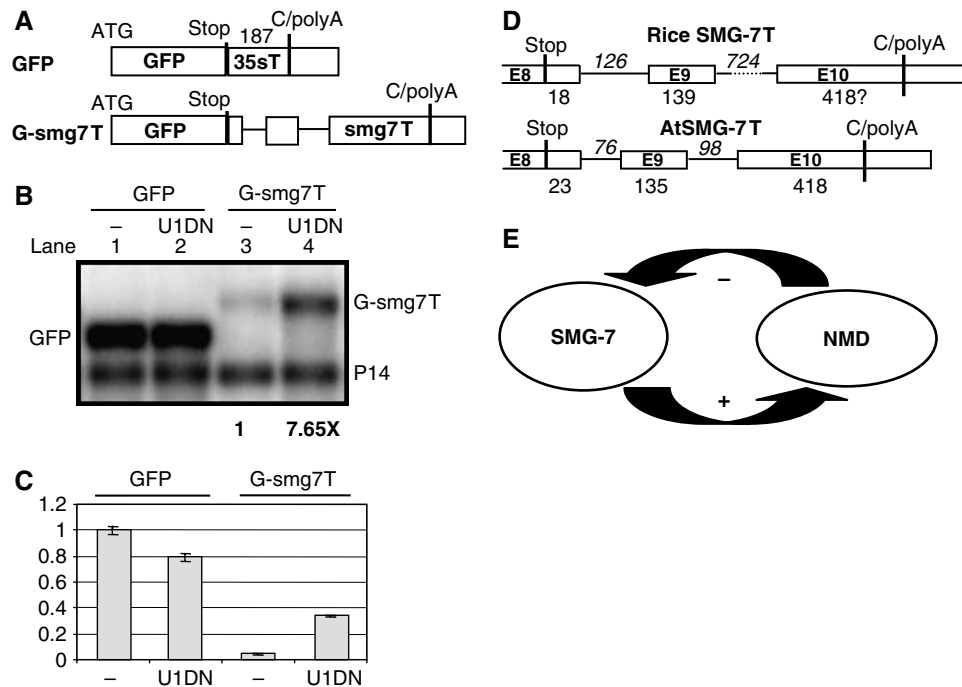 A
ATG
Stop
187
C/polyA
GFP
GFP
35sT
ATG
Stop
C/polyA
G-smg7T
GFP
smg7T
B
GFP
G-smg7T
–
U1DN
–
U1DN
Lane
1
2
3
4
G-smg7T
GFP
P14
1
7.65X
C
GFP
G-smg7T
1.2
1
0.8
0.6
0.4
0.2
0
–
U1DN
–
U1DN
D
C/polyA
Stop
Rice SMG-7T
126
724
E8
E9
E10
18
139
418?
Stop
AtSMG-7T
C/polyA
76
98
E8
E9
E10
23
135
418
E
–
SMG-7
NMD
+